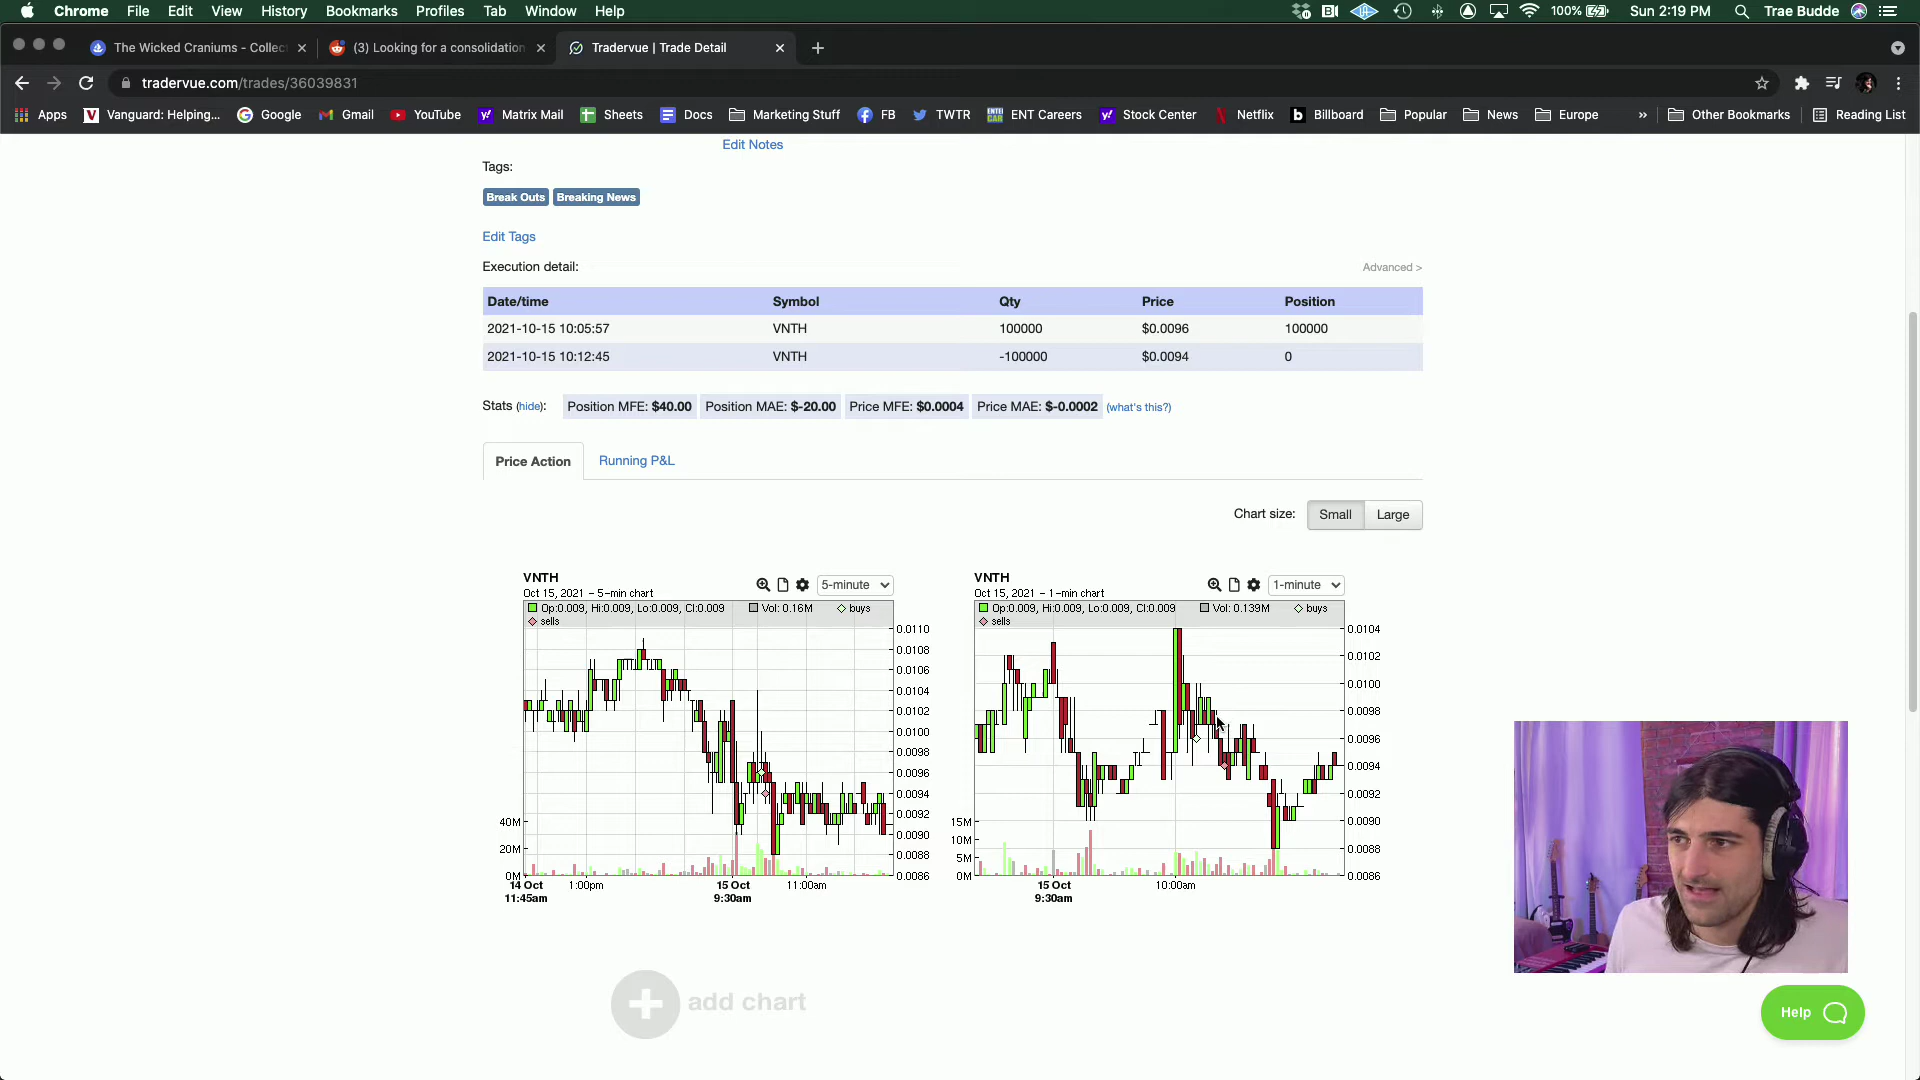 Chrome File Edit View History Bookmarks Profiles Tab Window Help 100% Sun 2:19 PM Trae Budde
The Wicked Craniums - Collec (3) Looking for a consolidation Tradervue | Trade Detail
tradervue.com/trades/36039831
Apps Vanguard: Helping... Google Gmail YouTube Matrix Mail Sheets Docs Marketing Stuff FB TWTR ENT Careers Stock Center Netflix Billboard Popular News Europe » Other Bookmarks Reading List
Edit Notes
Tags:
Break Outs Breaking News
Edit Tags
Execution detail: Advanced >
Date/time Symbol Qty Price Position
2021-10-15 10:05:57 VNTH 100000 $0.0096 100000
2021-10-15 10:12:45 VNTH -100000 $0.0094 0
Stats (hide): Position MFE: $40.00 Position MAE: $-20.00 Price MFE: $0.0004 Price MAE: $-0.0002 (what's this?)
Price Action Running P&L
Chart size: Small Large
VNTH 5-minute
Oct 15, 2021 – 5-min chart
Op:0.009, Hi:0.009, Lo:0.009, Cl:0.009 Vol: 0.16M buys
sells
0.0110
0.0108
0.0106
0.0104
0.0102
0.0100
0.0098
0.0096
0.0094
0.0092
0.0090
0.0088
0.0086
40M
20M
0M
14 Oct 1:00pm 15 Oct 11:00am
11:45am 9:30am
VNTH 1-minute
Oct 15, 2021 – 1-min chart
Op:0.009, Hi:0.009, Lo:0.009, Cl:0.009 Vol: 0.139M buys
sells
0.0104
0.0102
0.0100
0.0098
0.0096
0.0094
0.0092
0.0090
0.0088
0.0086
15M
10M
5M
0M
15 Oct 10:00am
9:30am
add chart
Help